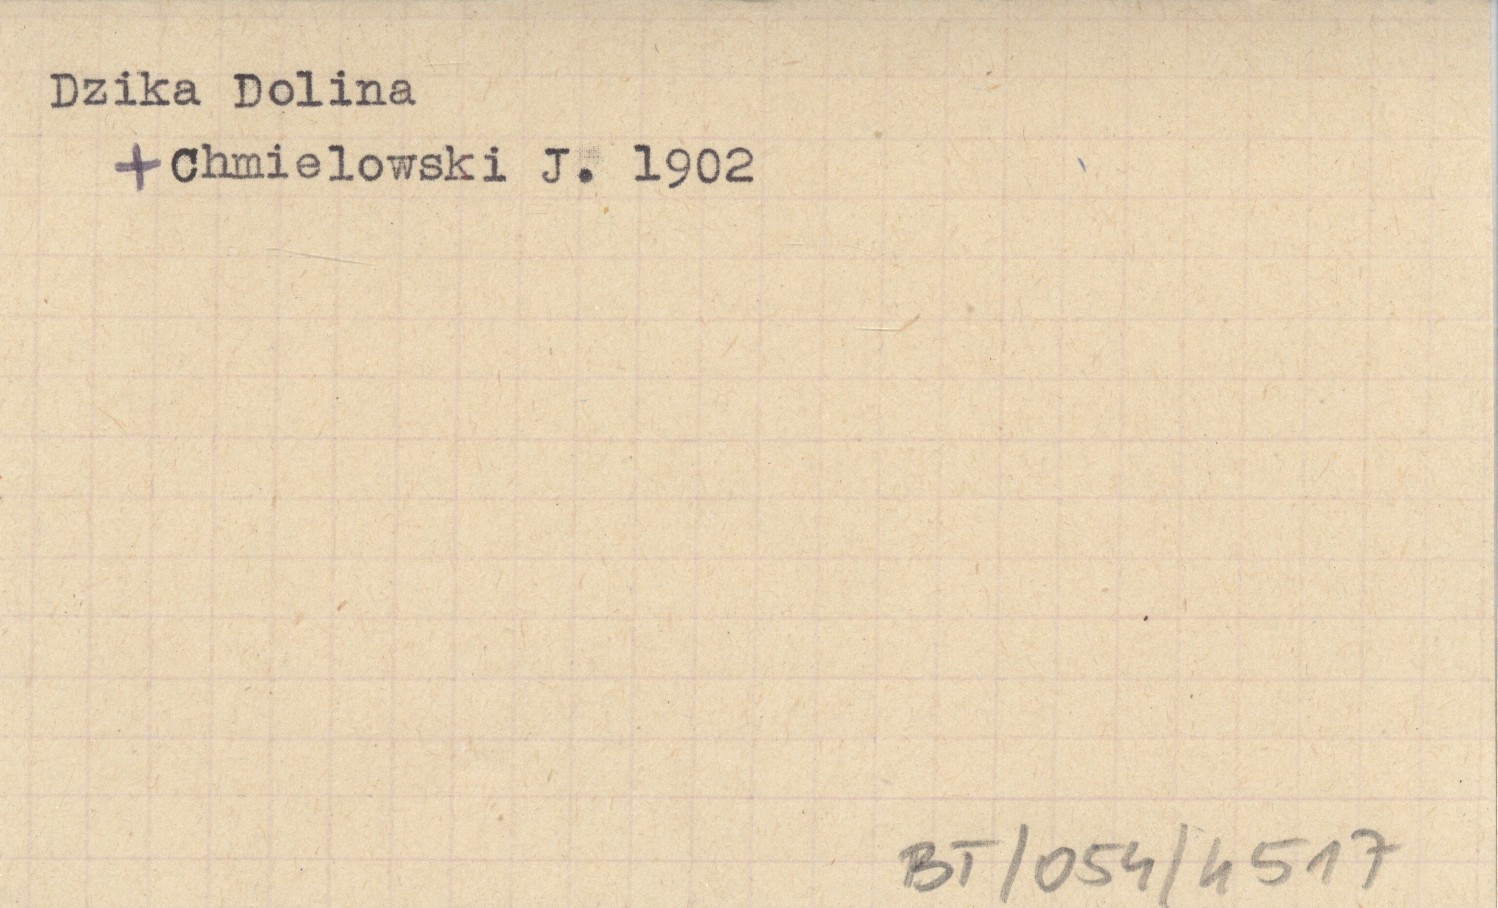 Dzika Dolina
+Chmielowski J. 1902
BT/054/4517